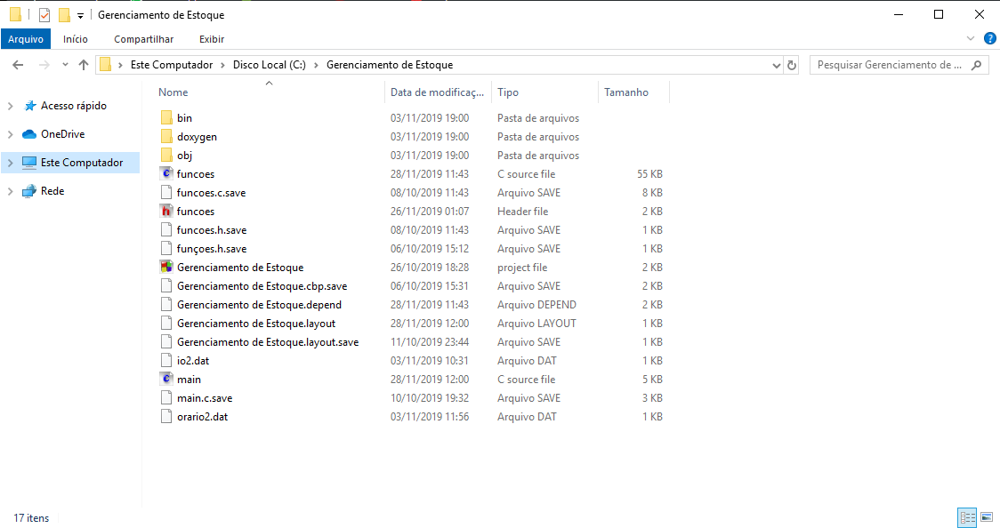 Gerenciamento de Estoque
Arquivo Início Compartilhar Exibir
Este Computador Disco Local (C:) Gerenciamento de Estoque Pesquisar Gerenciamento de ...
Acesso rápido
OneDrive
Este Computador
Rede
Nome Data de modificaç... Tipo Tamanho
bin 03/11/2019 19:00 Pasta de arquivos
doxygen 03/11/2019 19:00 Pasta de arquivos
obj 03/11/2019 19:00 Pasta de arquivos
funcoes 28/11/2019 11:43 C source file 55 KB
funcoes.c.save 08/10/2019 11:43 Arquivo SAVE 8 KB
funcoes 26/11/2019 01:07 Header file 2 KB
funcoes.h.save 08/10/2019 11:43 Arquivo SAVE 1 KB
funçoes.h.save 06/10/2019 15:12 Arquivo SAVE 1 KB
Gerenciamento de Estoque 26/10/2019 18:28 project file 2 KB
Gerenciamento de Estoque.cbp.save 06/10/2019 15:31 Arquivo SAVE 2 KB
Gerenciamento de Estoque.depend 28/11/2019 11:43 Arquivo DEPEND 2 KB
Gerenciamento de Estoque.layout 28/11/2019 12:00 Arquivo LAYOUT 1 KB
Gerenciamento de Estoque.layout.save 11/10/2019 23:44 Arquivo SAVE 1 KB
io2.dat 03/11/2019 10:31 Arquivo DAT 1 KB
main 28/11/2019 12:00 C source file 5 KB
main.c.save 10/10/2019 19:32 Arquivo SAVE 3 KB
orario2.dat 03/11/2019 11:56 Arquivo DAT 1 KB
17 itens